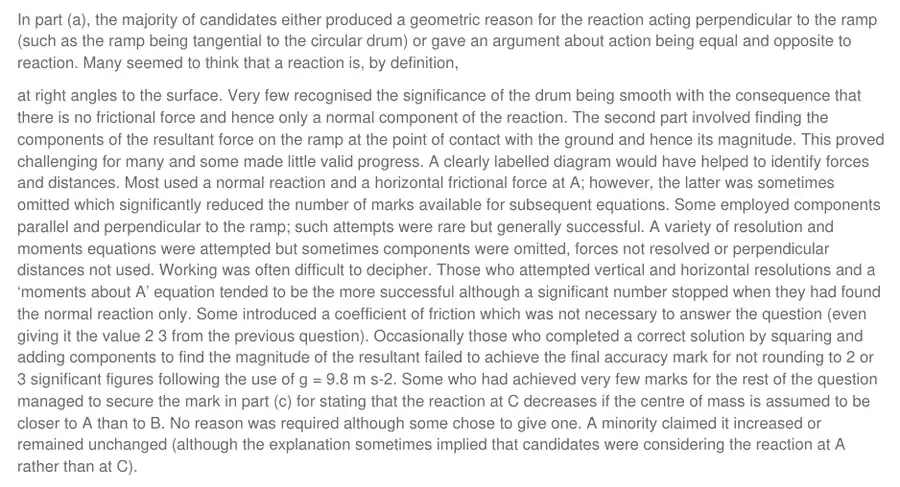 In part (a), the majority of candidates either produced a geometric reason for the reaction acting perpendicular to the ramp
(such as the ramp being tangential to the circular drum) or gave an argument about action being equal and opposite to
reaction. Many seemed to think that a reaction is, by definition,
at right angles to the surface. Very few recognised the significance of the drum being smooth with the consequence that
there is no frictional force and hence only a normal component of the reaction. The second part involved finding the
components of the resultant force on the ramp at the point of contact with the ground and hence its magnitude. This proved
challenging for many and some made little valid progress. A clearly labelled diagram would have helped to identify forces
and distances. Most used a normal reaction and a horizontal frictional force at A; however, the latter was sometimes
omitted which significantly reduced the number of marks available for subsequent equations. Some employed components
parallel and perpendicular to the ramp; such attempts were rare but generally successful. A variety of resolution and
moments equations were attempted but sometimes components were omitted, forces not resolved or perpendicular
distances not used. Working was often difficult to decipher. Those who attempted vertical and horizontal resolutions and a
‘moments about A’ equation tended to be the more successful although a significant number stopped when they had found
the normal reaction only. Some introduced a coefficient of friction which was not necessary to answer the question (even
giving it the value 2 3 from the previous question). Occasionally those who completed a correct solution by squaring and
adding components to find the magnitude of the resultant failed to achieve the final accuracy mark for not rounding to 2 or
3 significant figures following the use of g = 9.8 m s-2. Some who had achieved very few marks for the rest of the question
managed to secure the mark in part (c) for stating that the reaction at C decreases if the centre of mass is assumed to be
closer to A than to B. No reason was required although some chose to give one. A minority claimed it increased or
remained unchanged (although the explanation sometimes implied that candidates were considering the reaction at A
rather than at C).